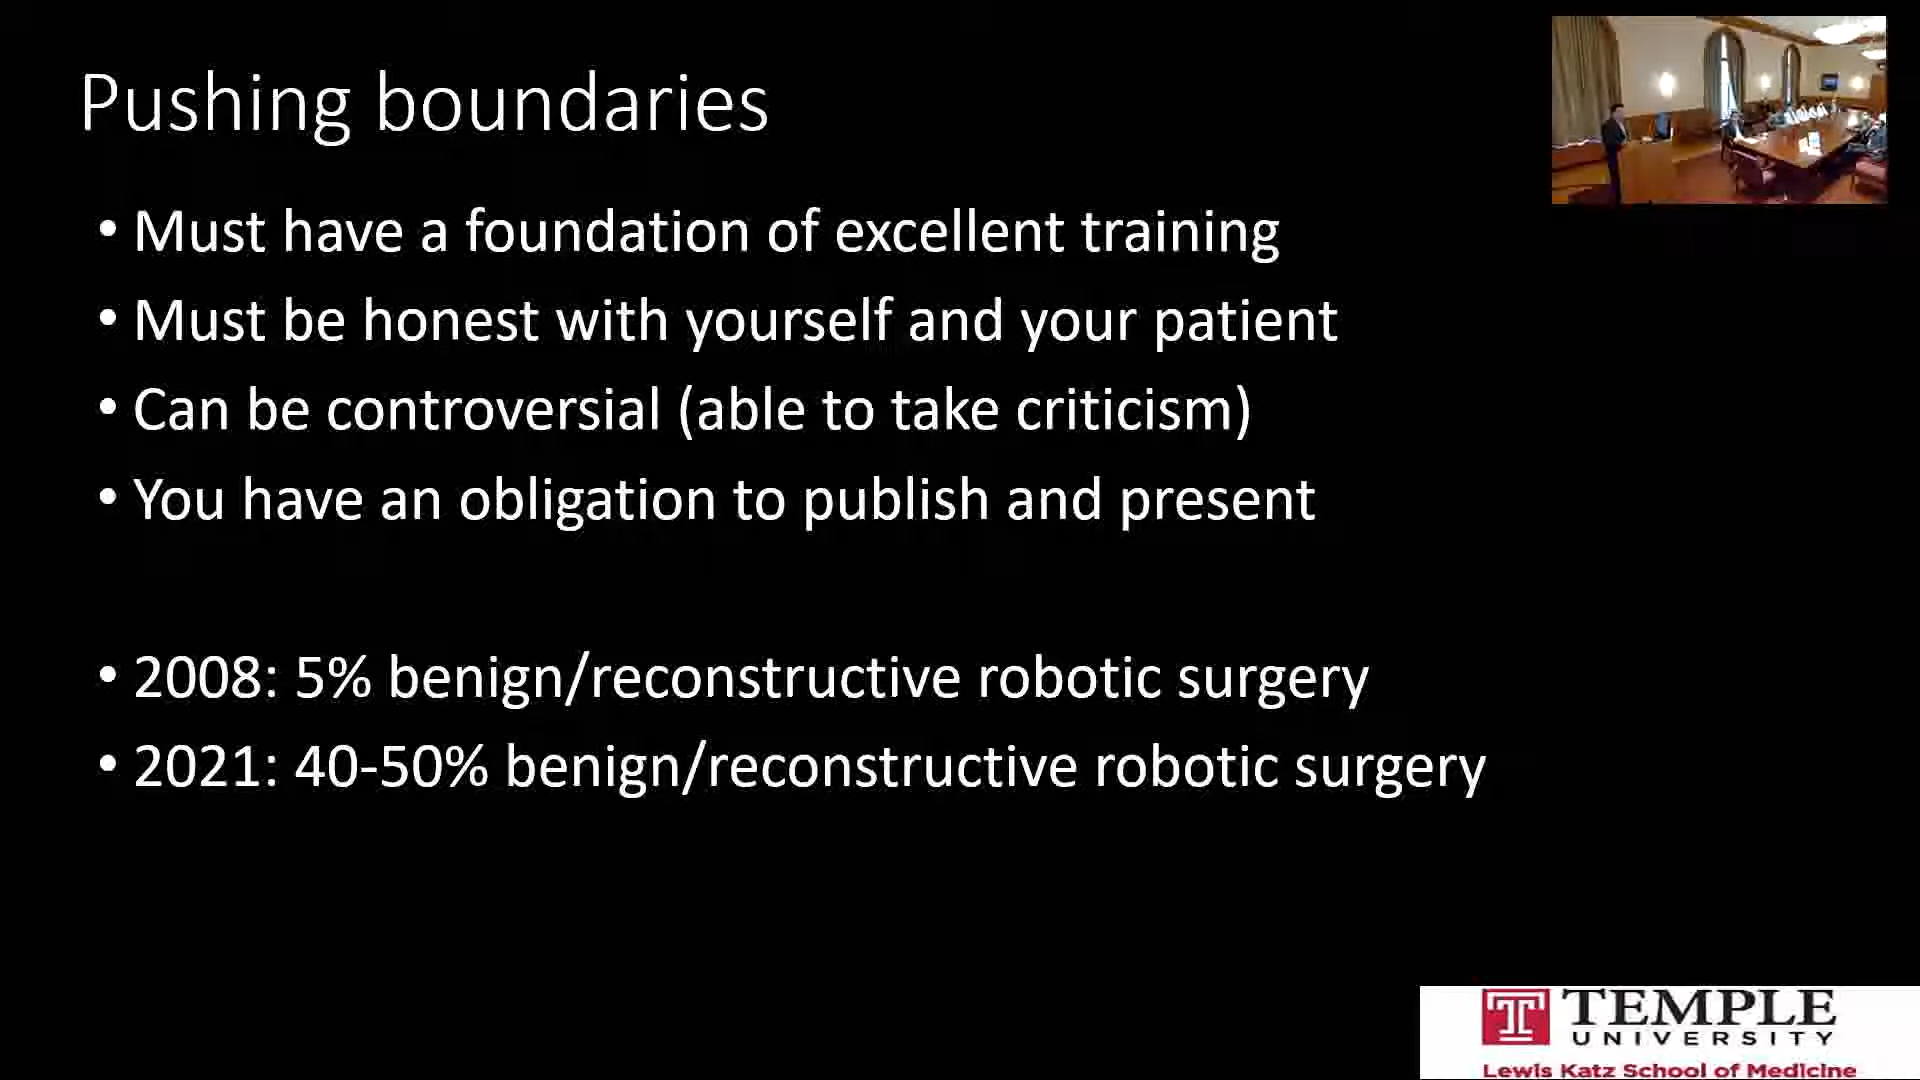 Pushing boundaries
• Must have a foundation of excellent training
• Must be honest with yourself and your patient
• Can be controversial (able to take criticism)
• You have an obligation to publish and present
• 2008: 5% benign/reconstructive robotic surgery
• 2021: 40-50% benign/reconstructive robotic surgery
TEMPLE
UNIVERSITY
Lewis Katz School of Medicine